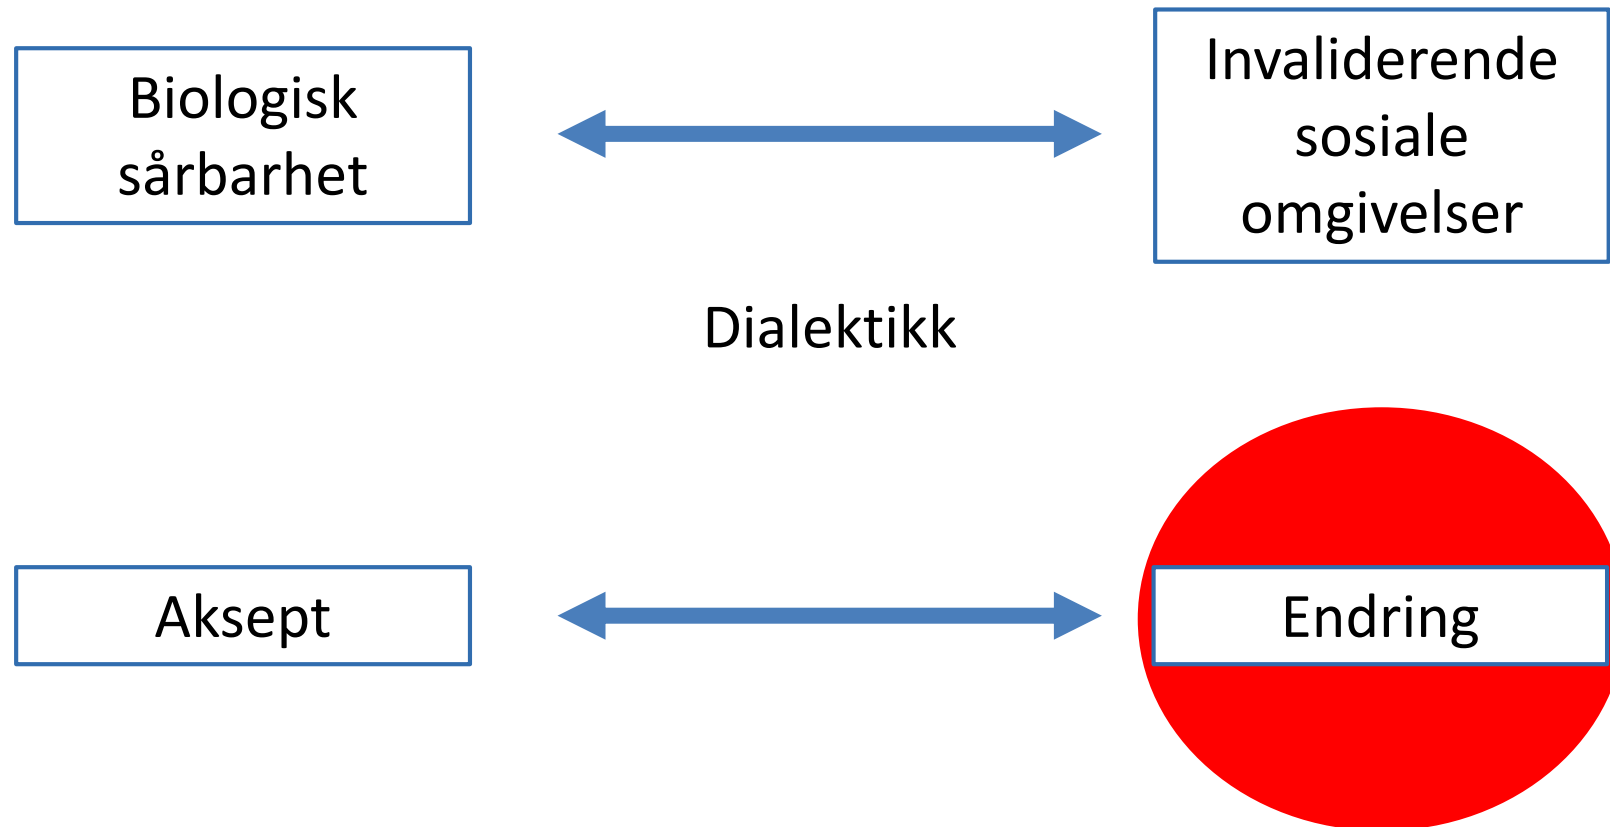 Biologisk
sårbarhet
Invaliderende
sosiale
omgivelser
Dialektikk
Aksept
Endring